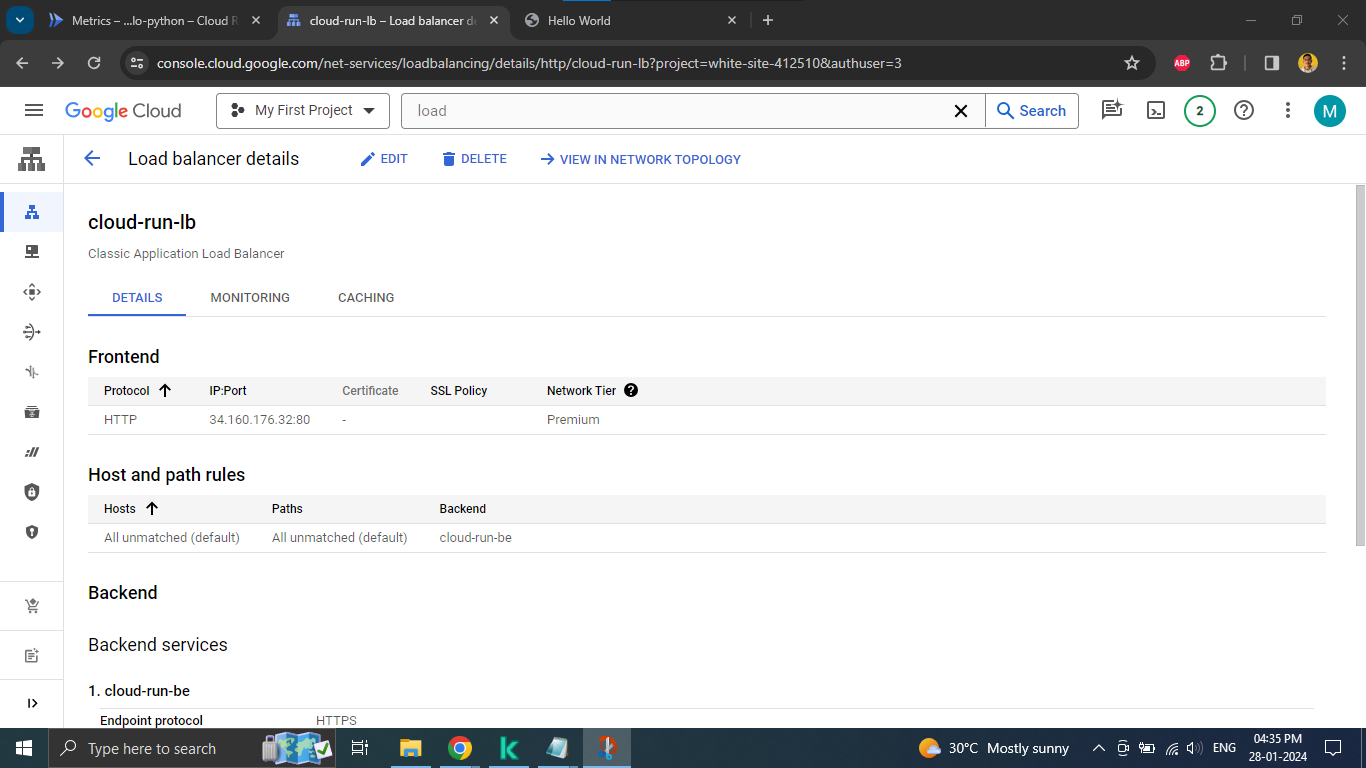 Metrics – ...lo-python – Cloud R
cloud-run-lb – Load balancer de
Hello World
console.cloud.google.com/net-services/loadbalancing/details/http/cloud-run-lb?project=white-site-412510&authuser=3
ABP
Google Cloud
My First Project
load
Search
2
M
Load balancer details
EDIT
DELETE
VIEW IN NETWORK TOPOLOGY
cloud-run-lb
Classic Application Load Balancer
DETAILS MONITORING CACHING
Frontend
Protocol IP:Port Certificate SSL Policy Network Tier
HTTP 34.160.176.32:80 - Premium
Host and path rules
Hosts Paths Backend
All unmatched (default) All unmatched (default) cloud-run-be
Backend
Backend services
1. cloud-run-be
Endpoint protocol HTTPS
Type here to search
30°C Mostly sunny
ENG
04:35 PM
28-01-2024